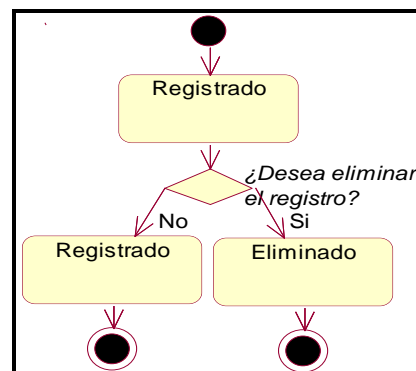 Registrado
¿Desea eliminar
el registro?
No
Si
Registrado
Eliminado